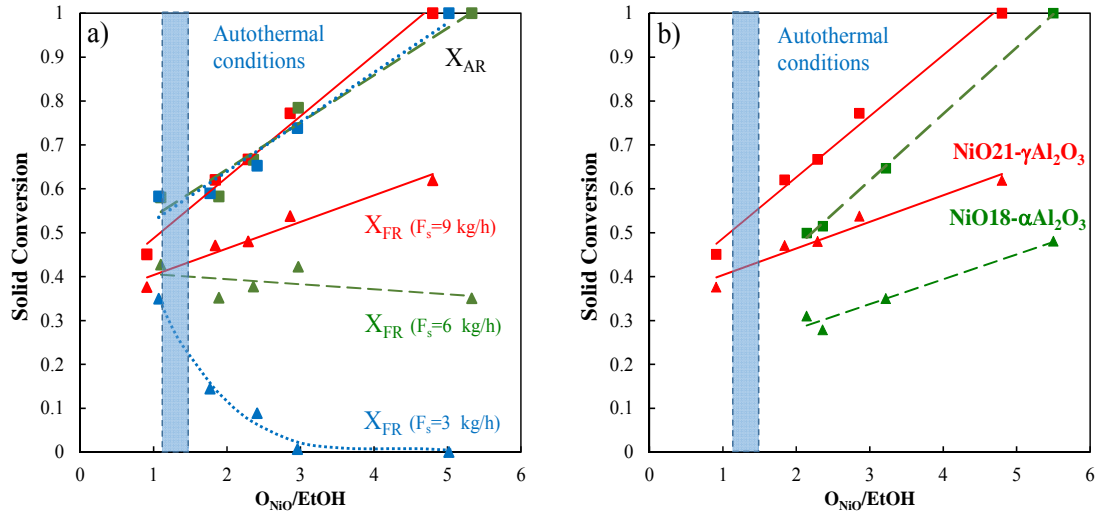 a)
Autothermal
conditions
X_AR
X_FR (F_s=9 kg/h)
X_FR (F_s=6 kg/h)
X_FR (F_s=3 kg/h)
Solid Conversion
1
0.9
0.8
0.7
0.6
0.5
0.4
0.3
0.2
0.1
0
0 1 2 3 4 5 6
O_NiO/EtOH
b)
Autothermal
conditions
NiO21-γAl₂O₃
NiO18-αAl₂O₃
Solid Conversion
1
0.9
0.8
0.7
0.6
0.5
0.4
0.3
0.2
0.1
0
0 1 2 3 4 5 6
O_NiO/EtOH